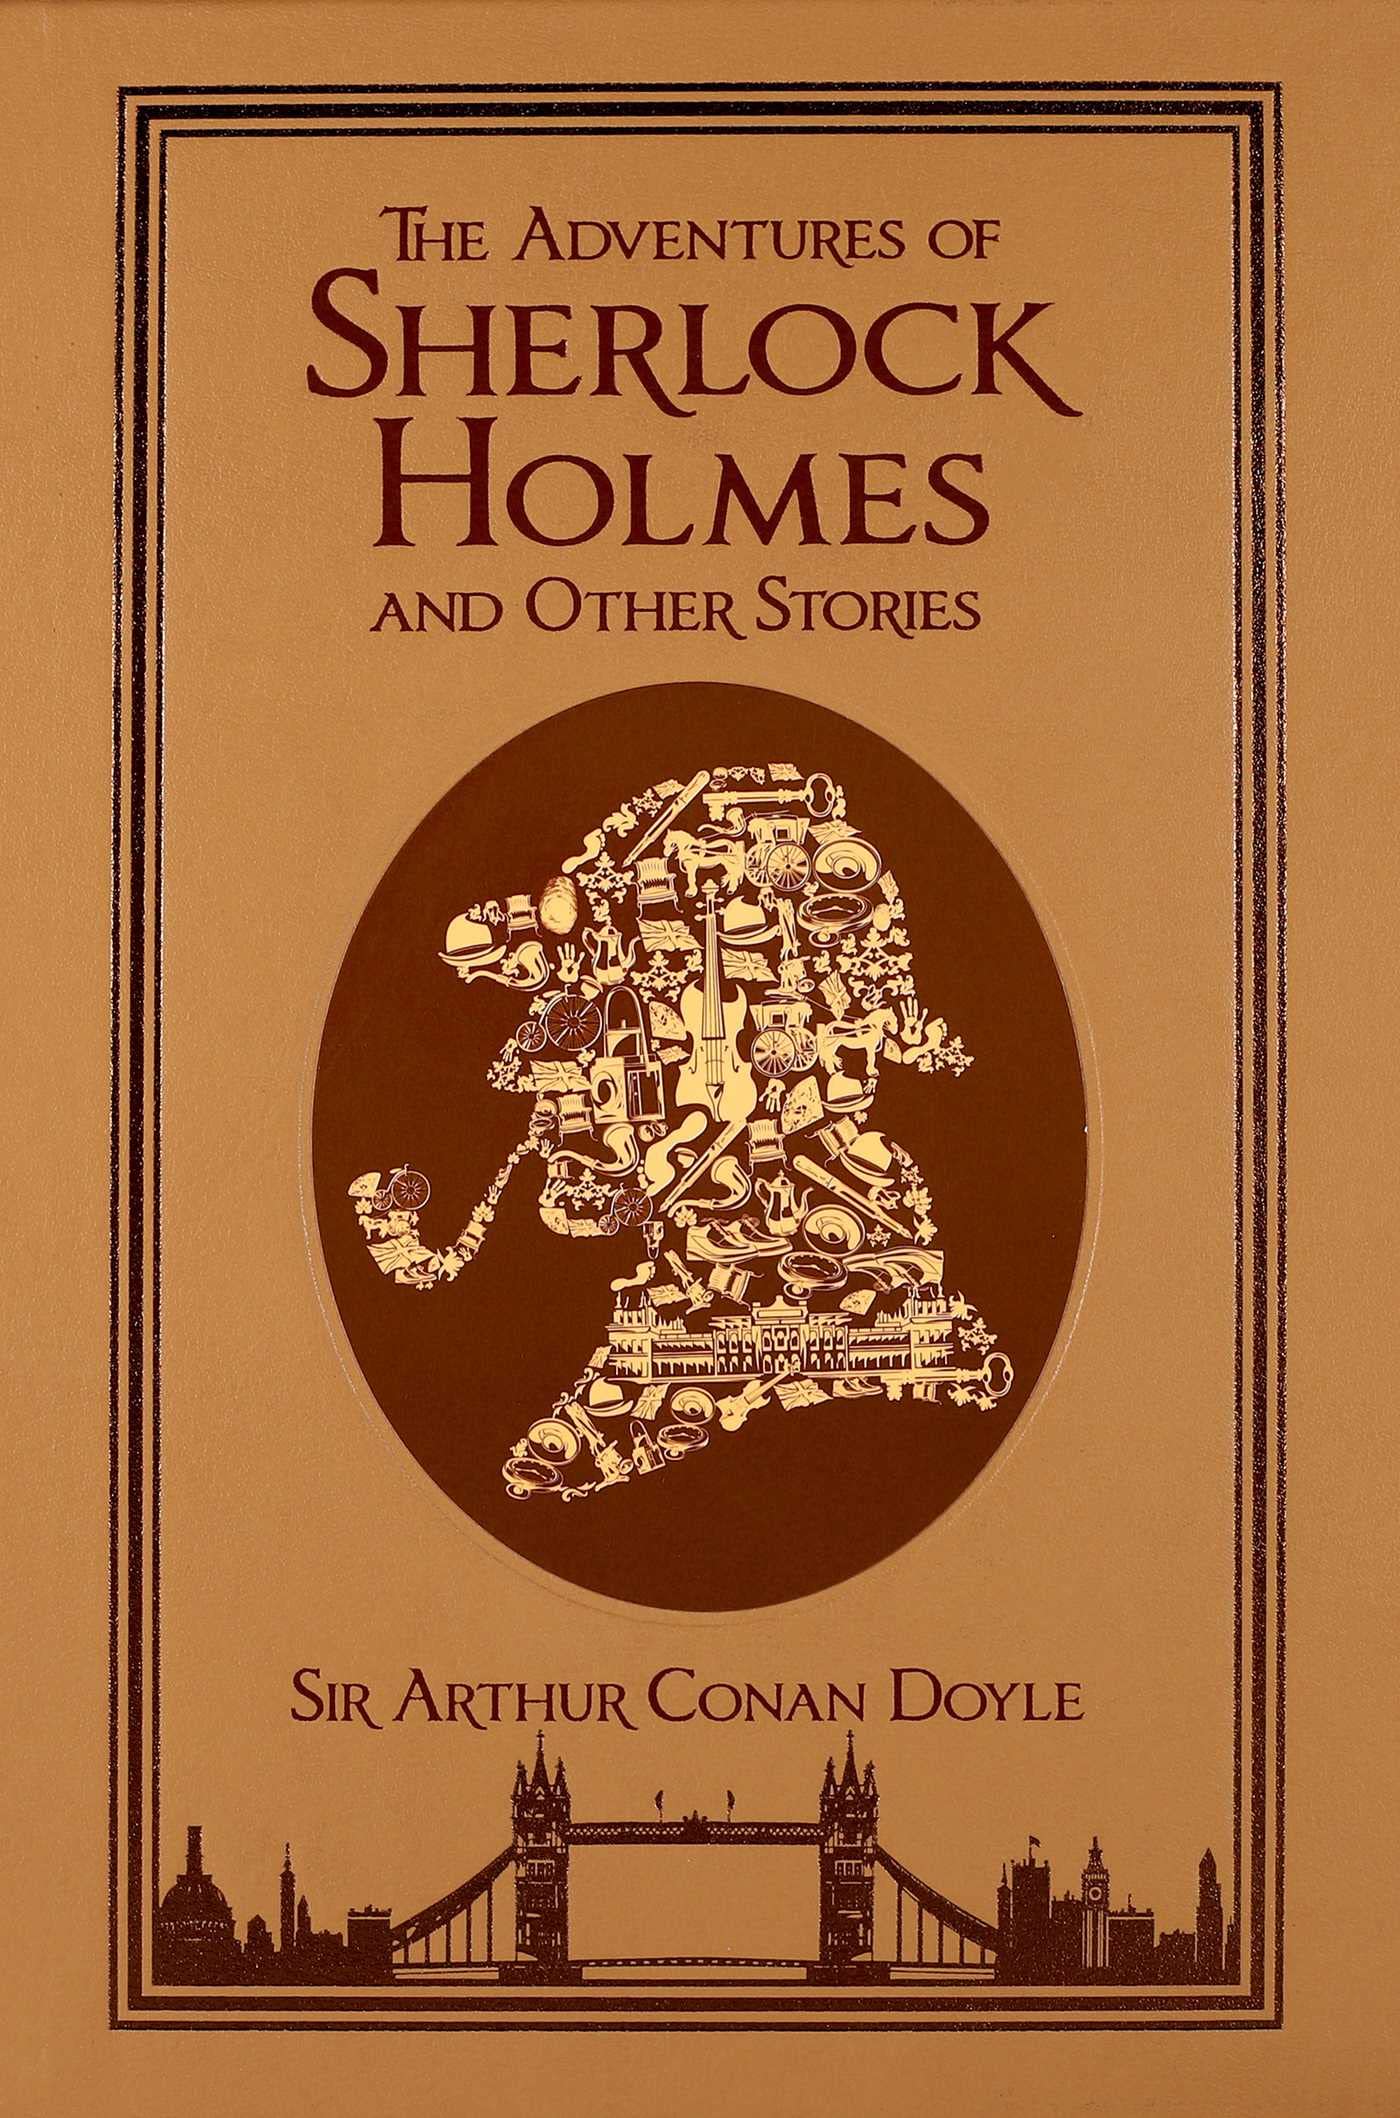 The Adventures of
Sherlock
Holmes
and Other Stories
Sir Arthur Conan Doyle